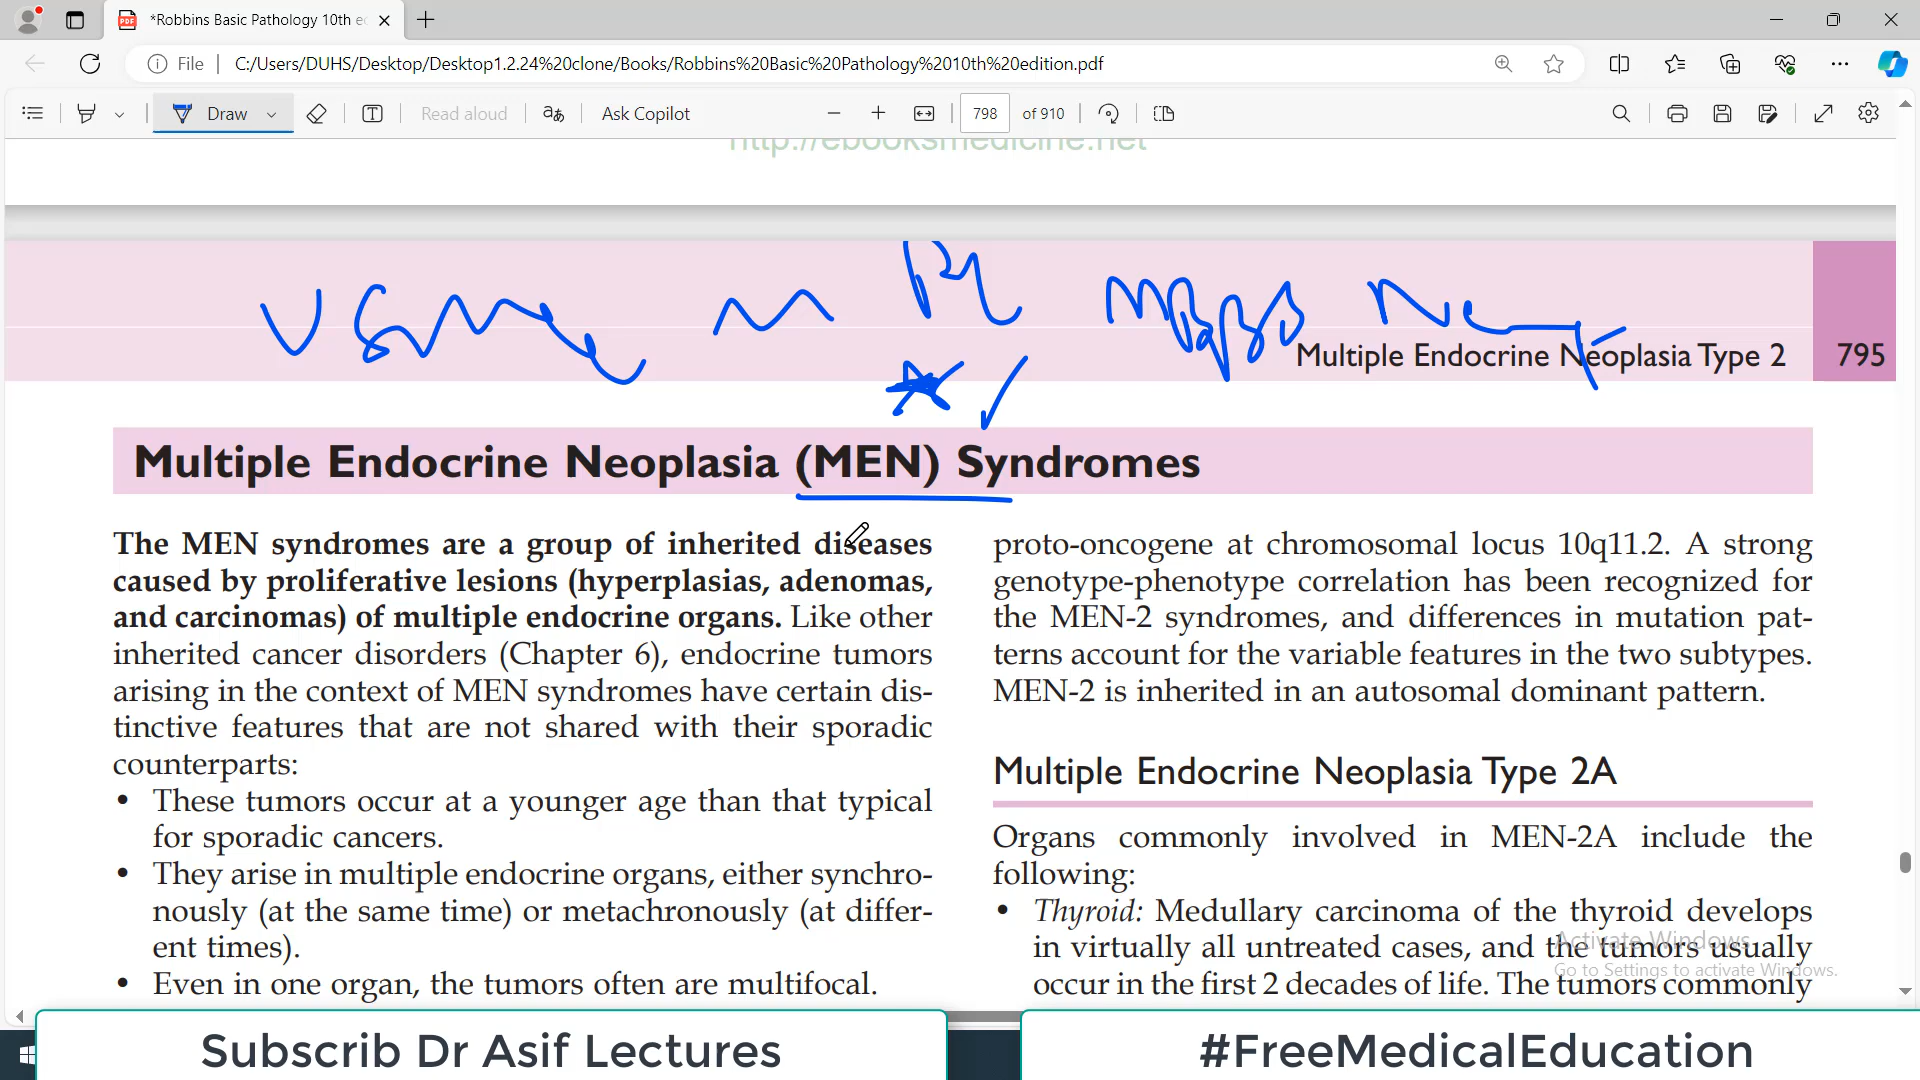 *Robbins Basic Pathology 10th e
File
C:/Users/DUHS/Desktop/Desktop1.2.24%20clone/Books/Robbins%20Basic%20Pathology%2010th%20edition.pdf
Draw
Read aloud
aあ
Ask Copilot
798 of 910
http://ebooksmedicine.net
Multiple Endocrine Neoplasia Type 2 795
Multiple Endocrine Neoplasia (MEN) Syndromes
The MEN syndromes are a group of inherited diseases
caused by proliferative lesions (hyperplasias, adenomas,
and carcinomas) of multiple endocrine organs. Like other
inherited cancer disorders (Chapter 6), endocrine tumors
arising in the context of MEN syndromes have certain dis-
tinctive features that are not shared with their sporadic
counterparts:
• These tumors occur at a younger age than that typical
for sporadic cancers.
• They arise in multiple endocrine organs, either synchro-
nously (at the same time) or metachronously (at differ-
ent times).
• Even in one organ, the tumors often are multifocal.
proto-oncogene at chromosomal locus 10q11.2. A strong
genotype-phenotype correlation has been recognized for
the MEN-2 syndromes, and differences in mutation pat-
terns account for the variable features in the two subtypes.
MEN-2 is inherited in an autosomal dominant pattern.
Multiple Endocrine Neoplasia Type 2A
Organs commonly involved in MEN-2A include the
following:
• Thyroid: Medullary carcinoma of the thyroid develops
in virtually all untreated cases, and the tumors usually
occur in the first 2 decades of life. The tumors commonly
Activate Windows
Go to Settings to activate Windows.
Subscrib Dr Asif Lectures
#FreeMedicalEducation